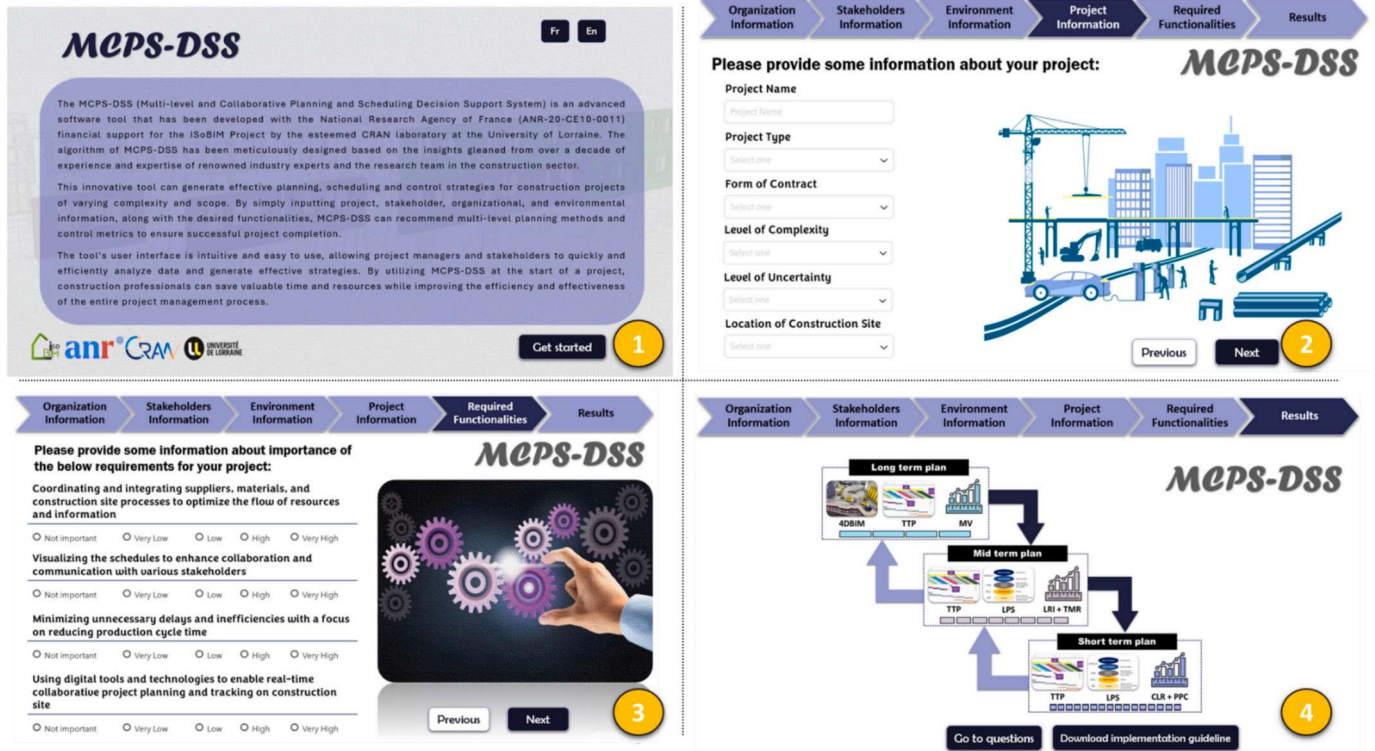 MCPS-DSS
Fr
En
The MCPS-DSS (Multi-level and Collaborative Planning and Scheduling Decision Support System) is an advanced
software tool that has been developed with the National Research Agency of France (ANR-20-CE10-0011)
financial support for the ISoBIM Project by the esteemed CRAN laboratory at the University of Lorraine. The
algorithm of MCPS-DSS has been meticulously designed based on the insights gleaned from over a decade of
experience and expertise of renowned industry experts and the research team in the construction sector.
This innovative tool can generate effective planning, scheduling and control strategies for construction projects
of varying complexity and scope. By simply inputting project, stakeholder, organizational, and environmental
information, along with the desired functionalities, MCPS-DSS can recommend multi-level planning methods and
control metrics to ensure successful project completion.
The tool's user interface is intuitive and easy to use, allowing project managers and stakeholders to quickly and
efficiently analyze data and generate effective strategies. By utilizing MCPS-DSS at the start of a project,
construction professionals can save valuable time and resources while improving the efficiency and effectiveness
of the entire project management process.
iso BIM
anr
CRAN
UNIVERSITÉ
DE LORRAINE
Get started
1
Organization Information
Stakeholders Information
Environment Information
Project Information
Required Functionalities
Results
Please provide some information about your project:
MCPS-DSS
Project Name
Project Name
Project Type
Select one
Form of Contract
Select one
Level of Complexity
Select one
Level of Uncertainty
Select one
Location of Construction Site
Select one
Previous
Next
2
Organization Information
Stakeholders Information
Environment Information
Project Information
Required Functionalities
Results
Please provide some information about importance of
the below requirements for your project:
MCPS-DSS
Coordinating and integrating suppliers, materials, and
construction site processes to optimize the flow of resources
and information
Not important Very Low Low High Very High
Visualizing the schedules to enhance collaboration and
communication with various stakeholders
Not important Very Low Low High Very High
Minimizing unnecessary delays and inefficiencies with a focus
on reducing production cycle time
Not important Very Low Low High Very High
Using digital tools and technologies to enable real-time
collaborative project planning and tracking on construction
site
Not important Very Low Low High Very High
Previous
Next
3
Organization Information
Stakeholders Information
Environment Information
Project Information
Required Functionalities
Results
MCPS-DSS
Long term plan
4DBIM TTP MV
Mid term plan
TTP LPS LRI + TMR
Short term plan
TTP LPS CLR + PPC
Go to questions
Download implementation guideline
4